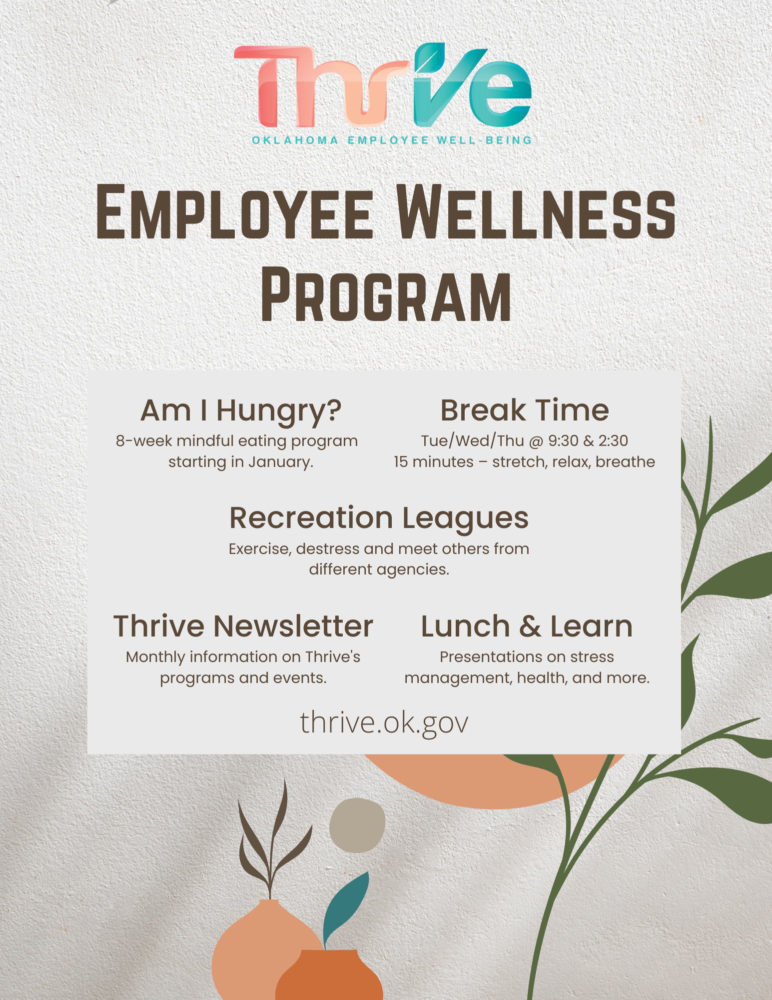 Thrive
OKLAHOMA EMPLOYEE WELL-BEING
EMPLOYEE WELLNESS
PROGRAM
Am I Hungry?
8-week mindful eating program
starting in January.
Break Time
Tue/Wed/Thu @ 9:30 & 2:30
15 minutes – stretch, relax, breathe
Recreation Leagues
Exercise, destress and meet others from
different agencies.
Thrive Newsletter
Monthly information on Thrive's
programs and events.
Lunch & Learn
Presentations on stress
management, health, and more.
thrive.ok.gov